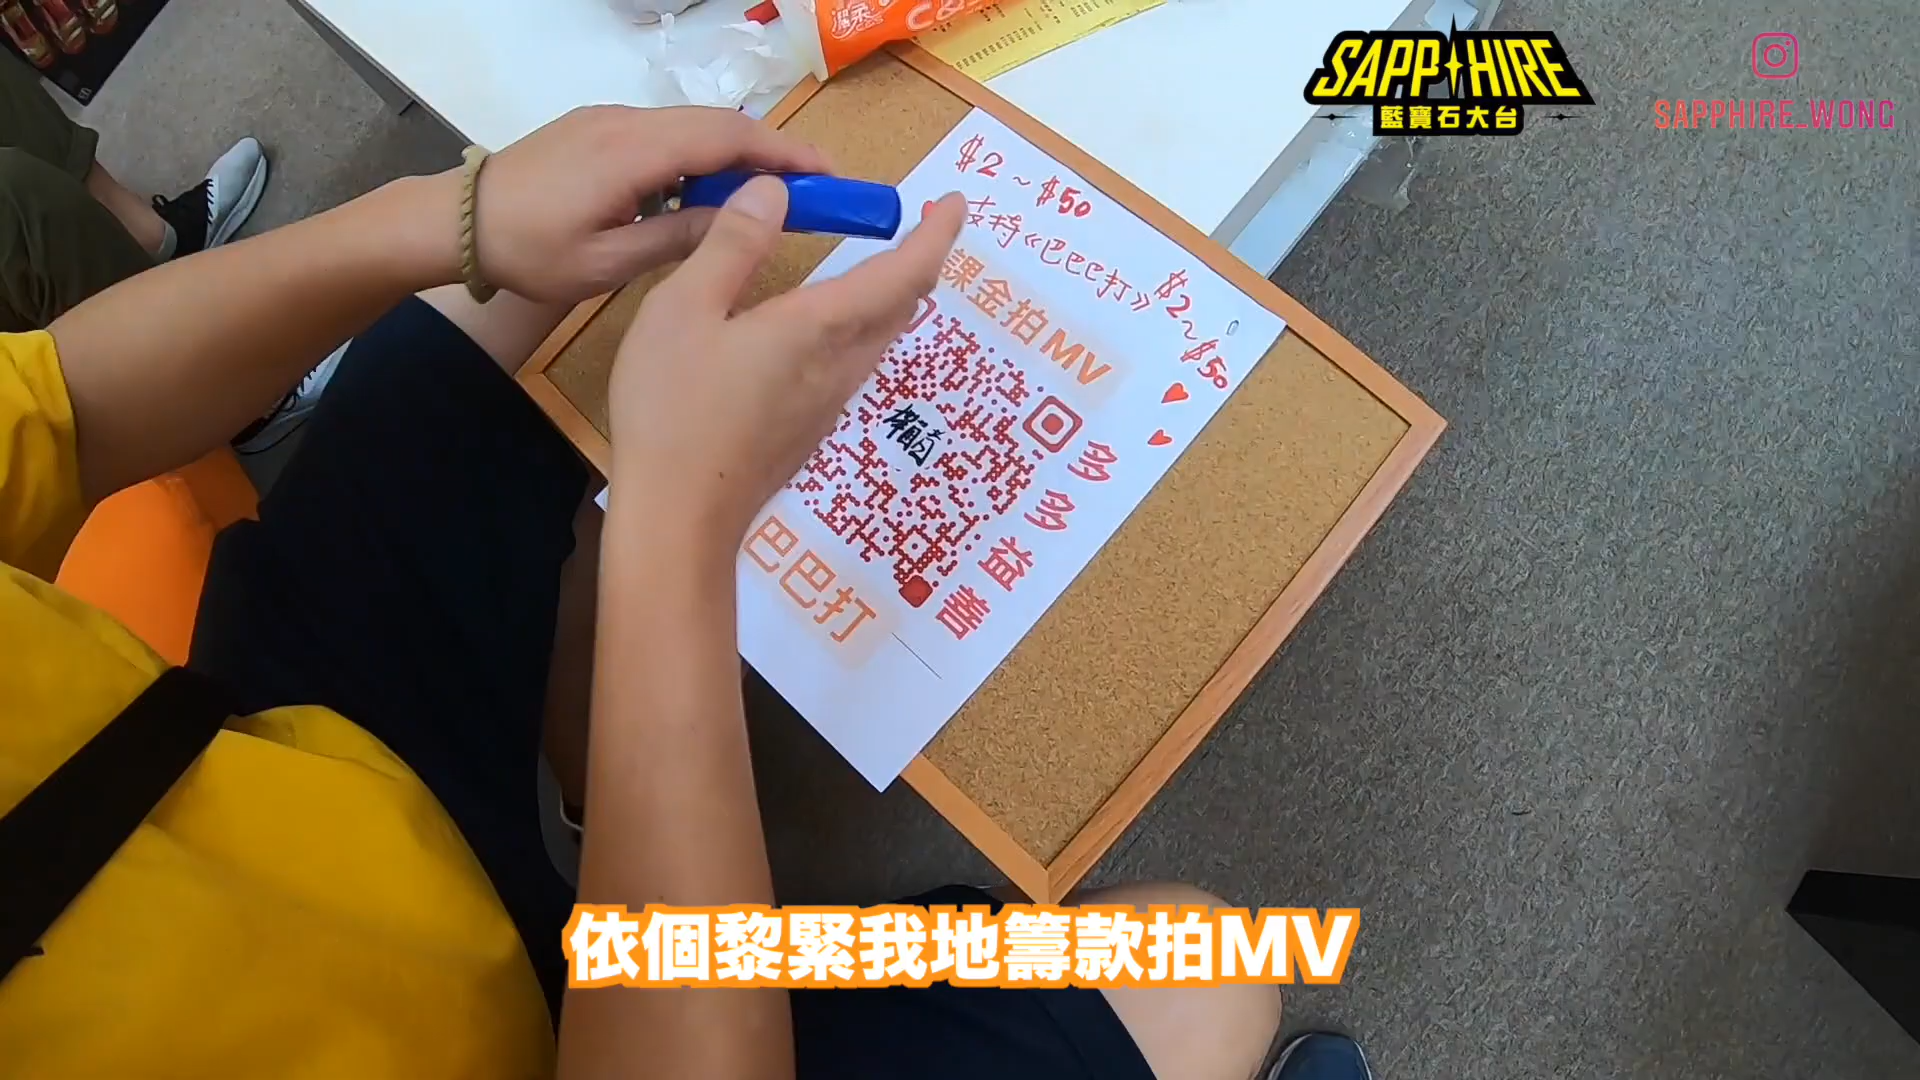 SAPPHIRE
藍寶石大台
SAPPHIRE_WONG
$2~$50
支持《巴巴巴打》$2~$50
課金拍MV
多多益善
巴巴打
依個黎緊我地籌款拍MV